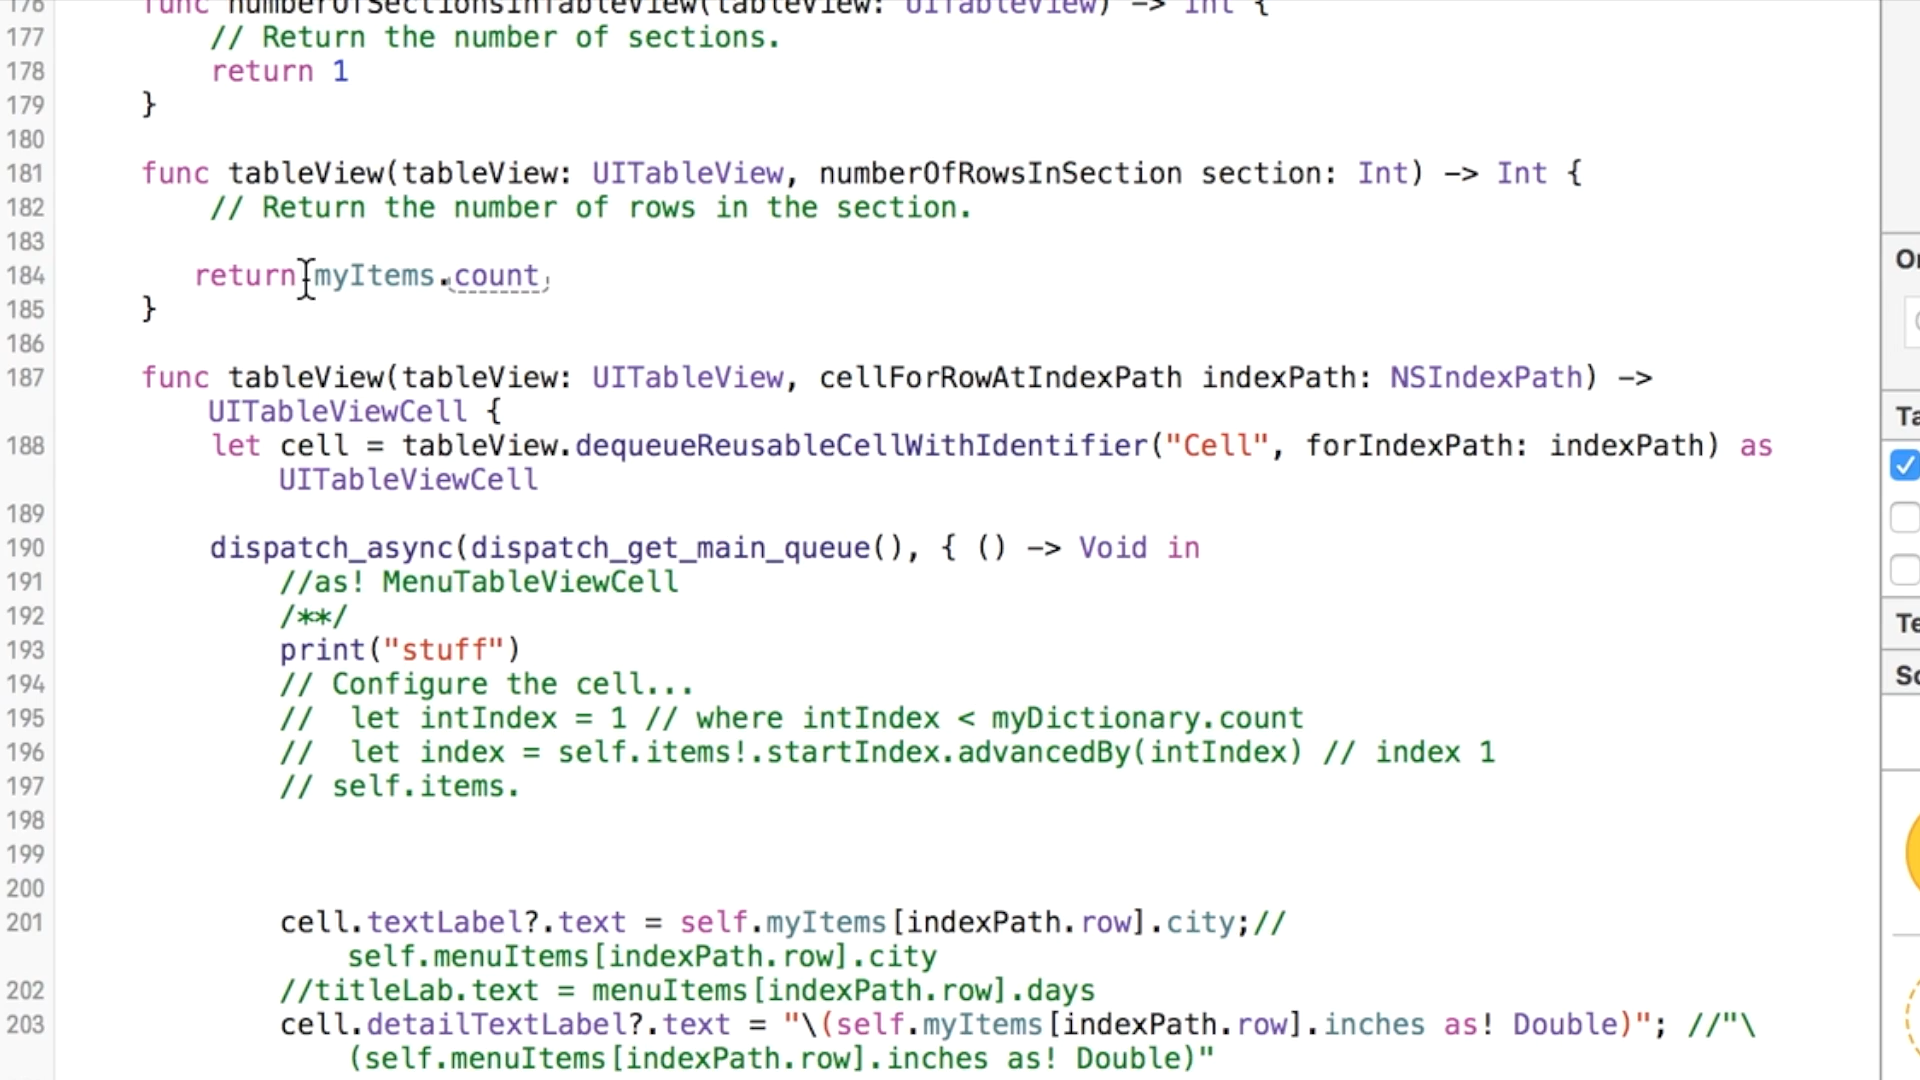 176 func numberOfSectionsInTableView(tableView: UITableView) -> Int {
177 // Return the number of sections.
178 return 1
179 }
180
181 func tableView(tableView: UITableView, numberOfRowsInSection section: Int) -> Int {
182 // Return the number of rows in the section.
183
184 return myItems.count;
185 }
186
187 func tableView(tableView: UITableView, cellForRowAtIndexPath indexPath: NSIndexPath) ->
UITableViewCell {
188 let cell = tableView.dequeueReusableCellWithIdentifier("Cell", forIndexPath: indexPath) as
UITableViewCell
189
190 dispatch_async(dispatch_get_main_queue(), { () -> Void in
191 //as! MenuTableViewCell
192 /**/
193 print("stuff")
194 // Configure the cell...
195 // let intIndex = 1 // where intIndex < myDictionary.count
196 // let index = self.items!.startIndex.advancedBy(intIndex) // index 1
197 // self.items.
198
199
200
201 cell.textLabel?.text = self.myItems[indexPath.row].city;//
self.menuItems[indexPath.row].city
202 //titleLab.text = menuItems[indexPath.row].days
203 cell.detailTextLabel?.text = "\(self.myItems[indexPath.row].inches as! Double)"; //"\
(self.menuItems[indexPath.row].inches as! Double)"